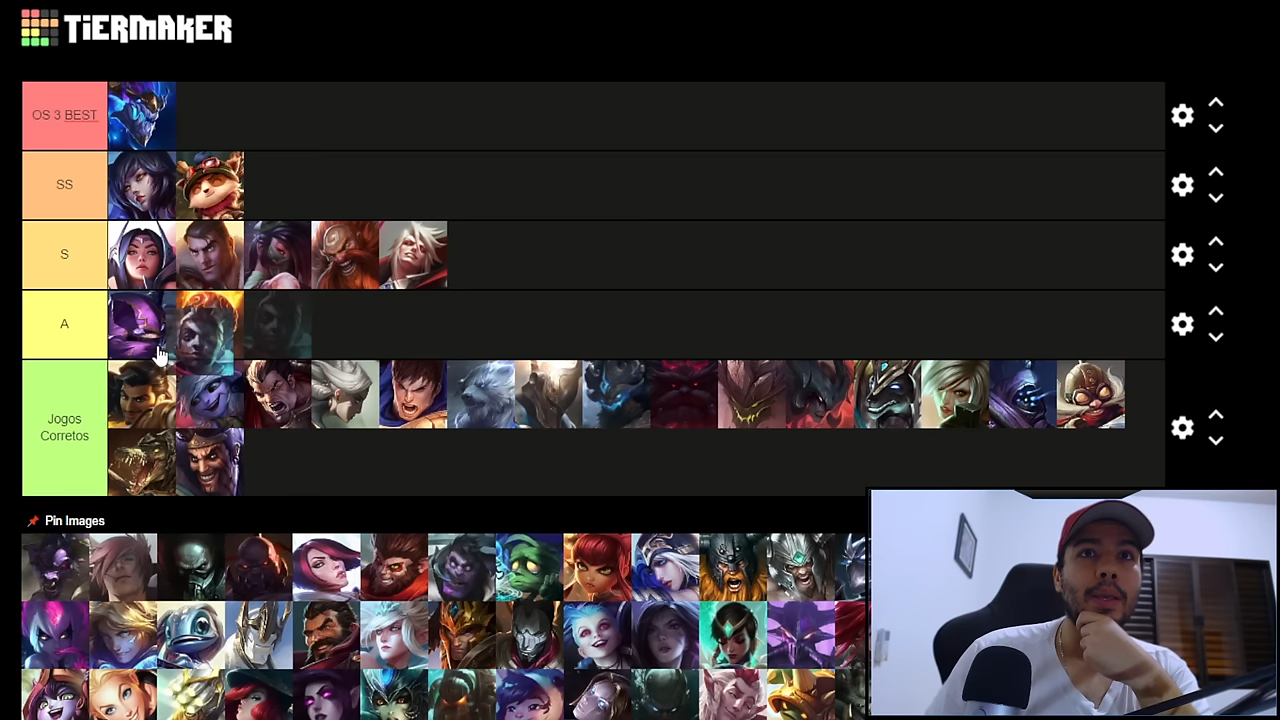 TiERMAKER
OS 3 BEST
SS
S
A
Jogos
Corretos
Pin Images